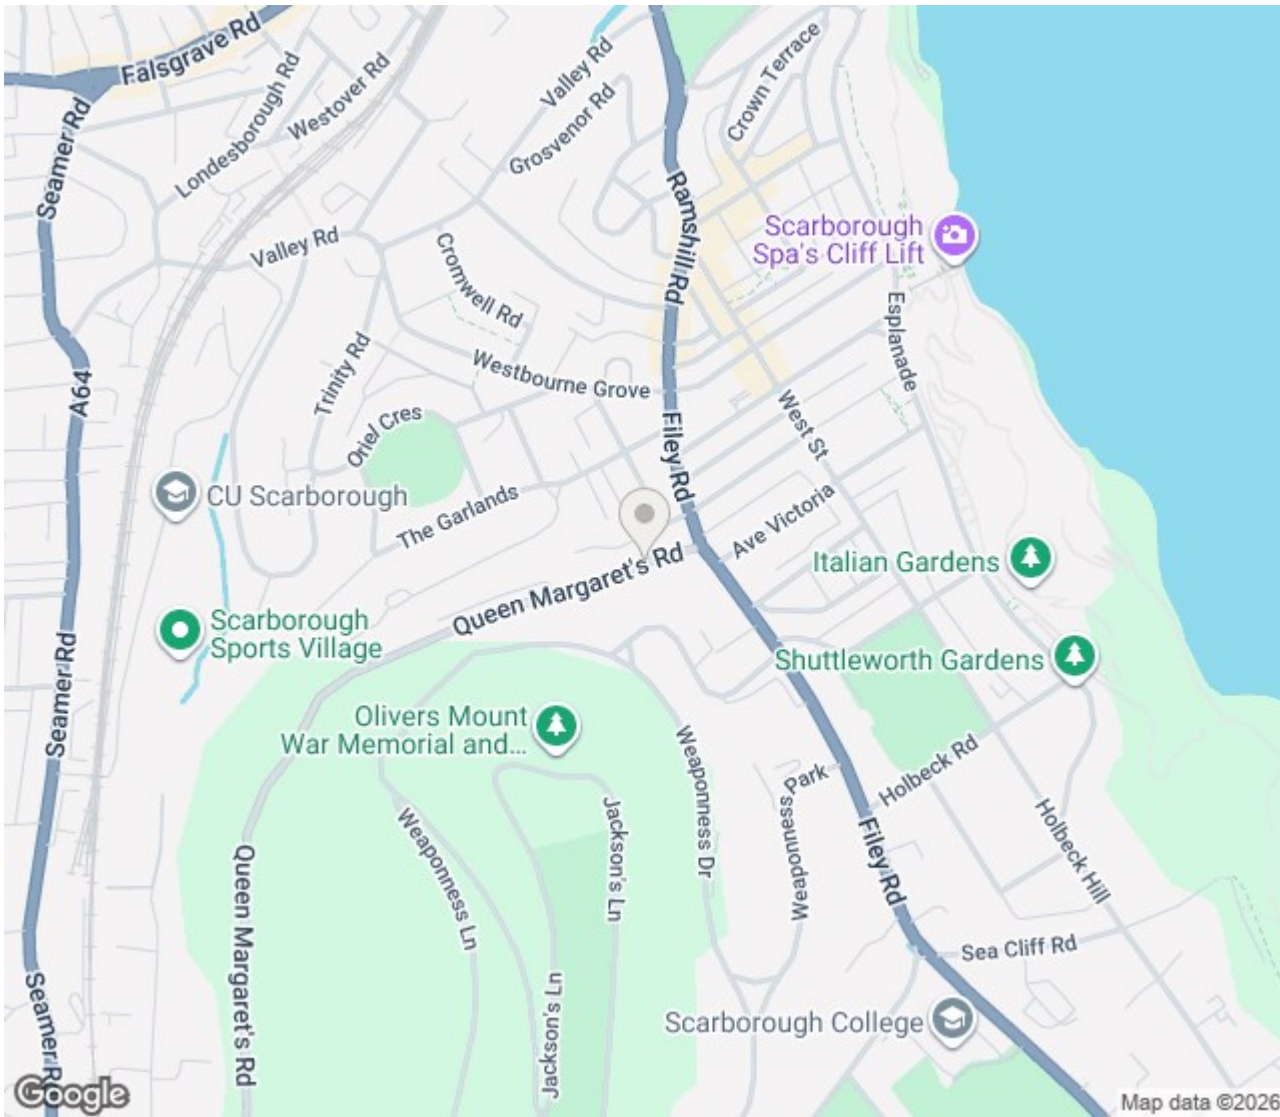 Falsgrave Rd
Londesborough Rd
Westover Rd
Valley Rd
Grosvenor Rd
Crown Terrace
Seamer Rd
Ramshill Rd
Scarborough
Spa's Cliff Lift
Valley Rd
Cromwell Rd
Esplanade
Trinity Rd
Westbourne Grove
A64
Oriel Cres
Filey Rd
West St
CU Scarborough
The Garlands
Ave Victoria
Queen Margaret's Rd
Italian Gardens
Scarborough
Sports Village
Shuttleworth Gardens
Seamer Rd
Olivers Mount
War Memorial and...
Weaponness Dr
Weaponness Park
Holbeck Rd
Jackson's Ln
Weaponness Ln
Holbeck Hill
Filey Rd
Queen Margaret's Rd
Sea Cliff Rd
Seamer Rd
Jackson's Ln
Scarborough College
Google
Map data ©2026